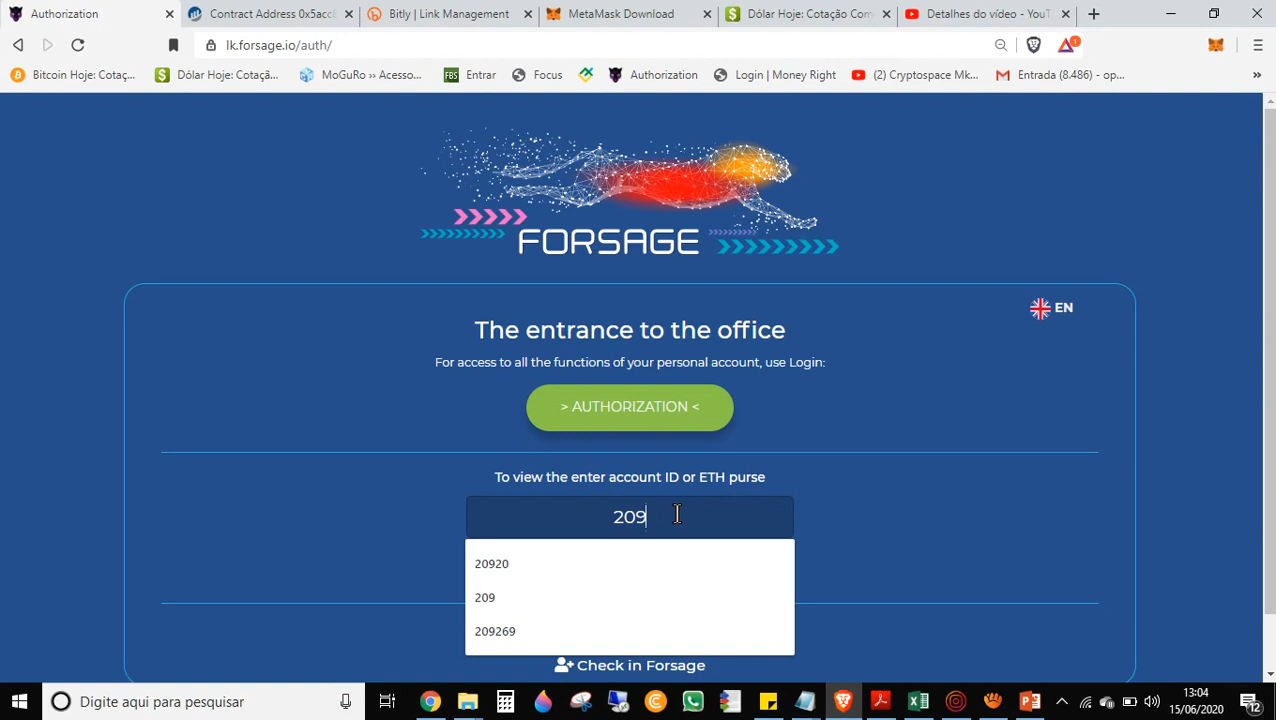 Authorization
Contract Address 0x5acc8
Bitly | Link Management
MetaMask Download
Dólar Hoje: Cotação Com
Detalhes do vídeo - YouT
lk.forsage.io/auth/
1
Bitcoin Hoje: Cotaç...
Dólar Hoje: Cotaçã...
MoGuRo ›› Acesso...
FBS
Entrar
Focus
Authorization
Login | Money Right
(2) Cryptospace Mk...
Entrada (8.486) - op...
»
FORSAGE
EN
The entrance to the office
For access to all the functions of your personal account, use Login:
> AUTHORIZATION <
To view the enter account ID or ETH purse
209
20920
209
209269
Check in Forsage
Digite aqui para pesquisar
13:04
15/06/2020
12